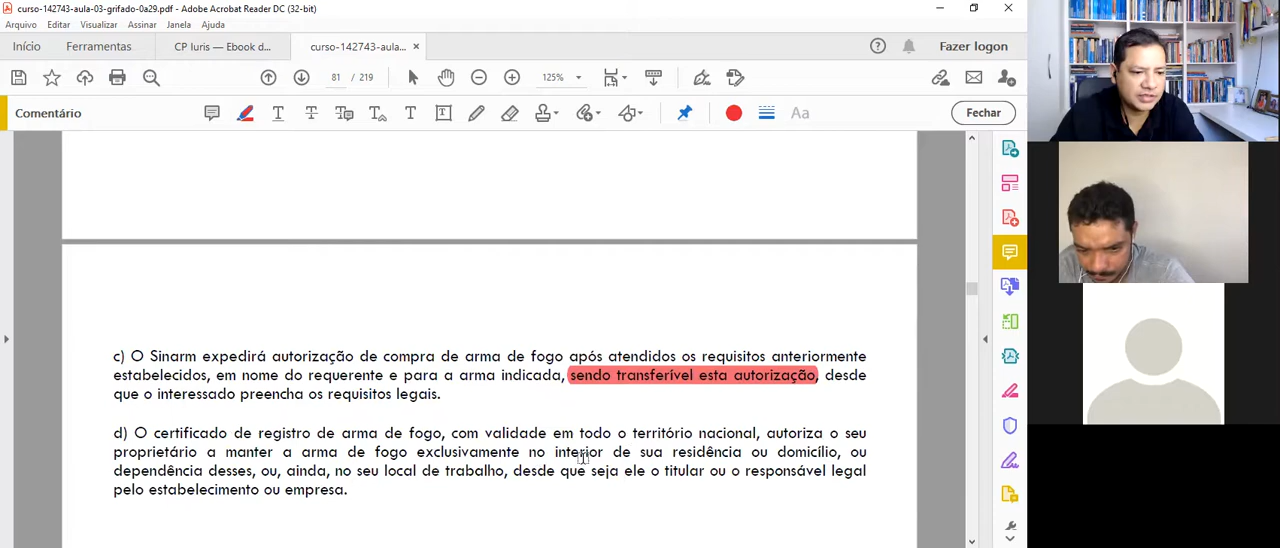 curso-142743-aula-03-grifado-0a29.pdf - Adobe Acrobat Reader DC (32-bit)
Arquivo Editar Visualizar Assinar Janela Ajuda
Início Ferramentas CP Iuris — Ebook d... curso-142743-aula... × Fazer logon
81 / 219 125%
Comentário Aa Fechar
c) O Sinarm expedirá autorização de compra de arma de fogo após atendidos os requisitos anteriormente
estabelecidos, em nome do requerente e para a arma indicada, sendo transferível esta autorização, desde
que o interessado preencha os requisitos legais.
d) O certificado de registro de arma de fogo, com validade em todo o território nacional, autoriza o seu
proprietário a manter a arma de fogo exclusivamente no interior de sua residência ou domicílio, ou
dependência desses, ou, ainda, no seu local de trabalho, desde que seja ele o titular ou o responsável legal
pelo estabelecimento ou empresa.